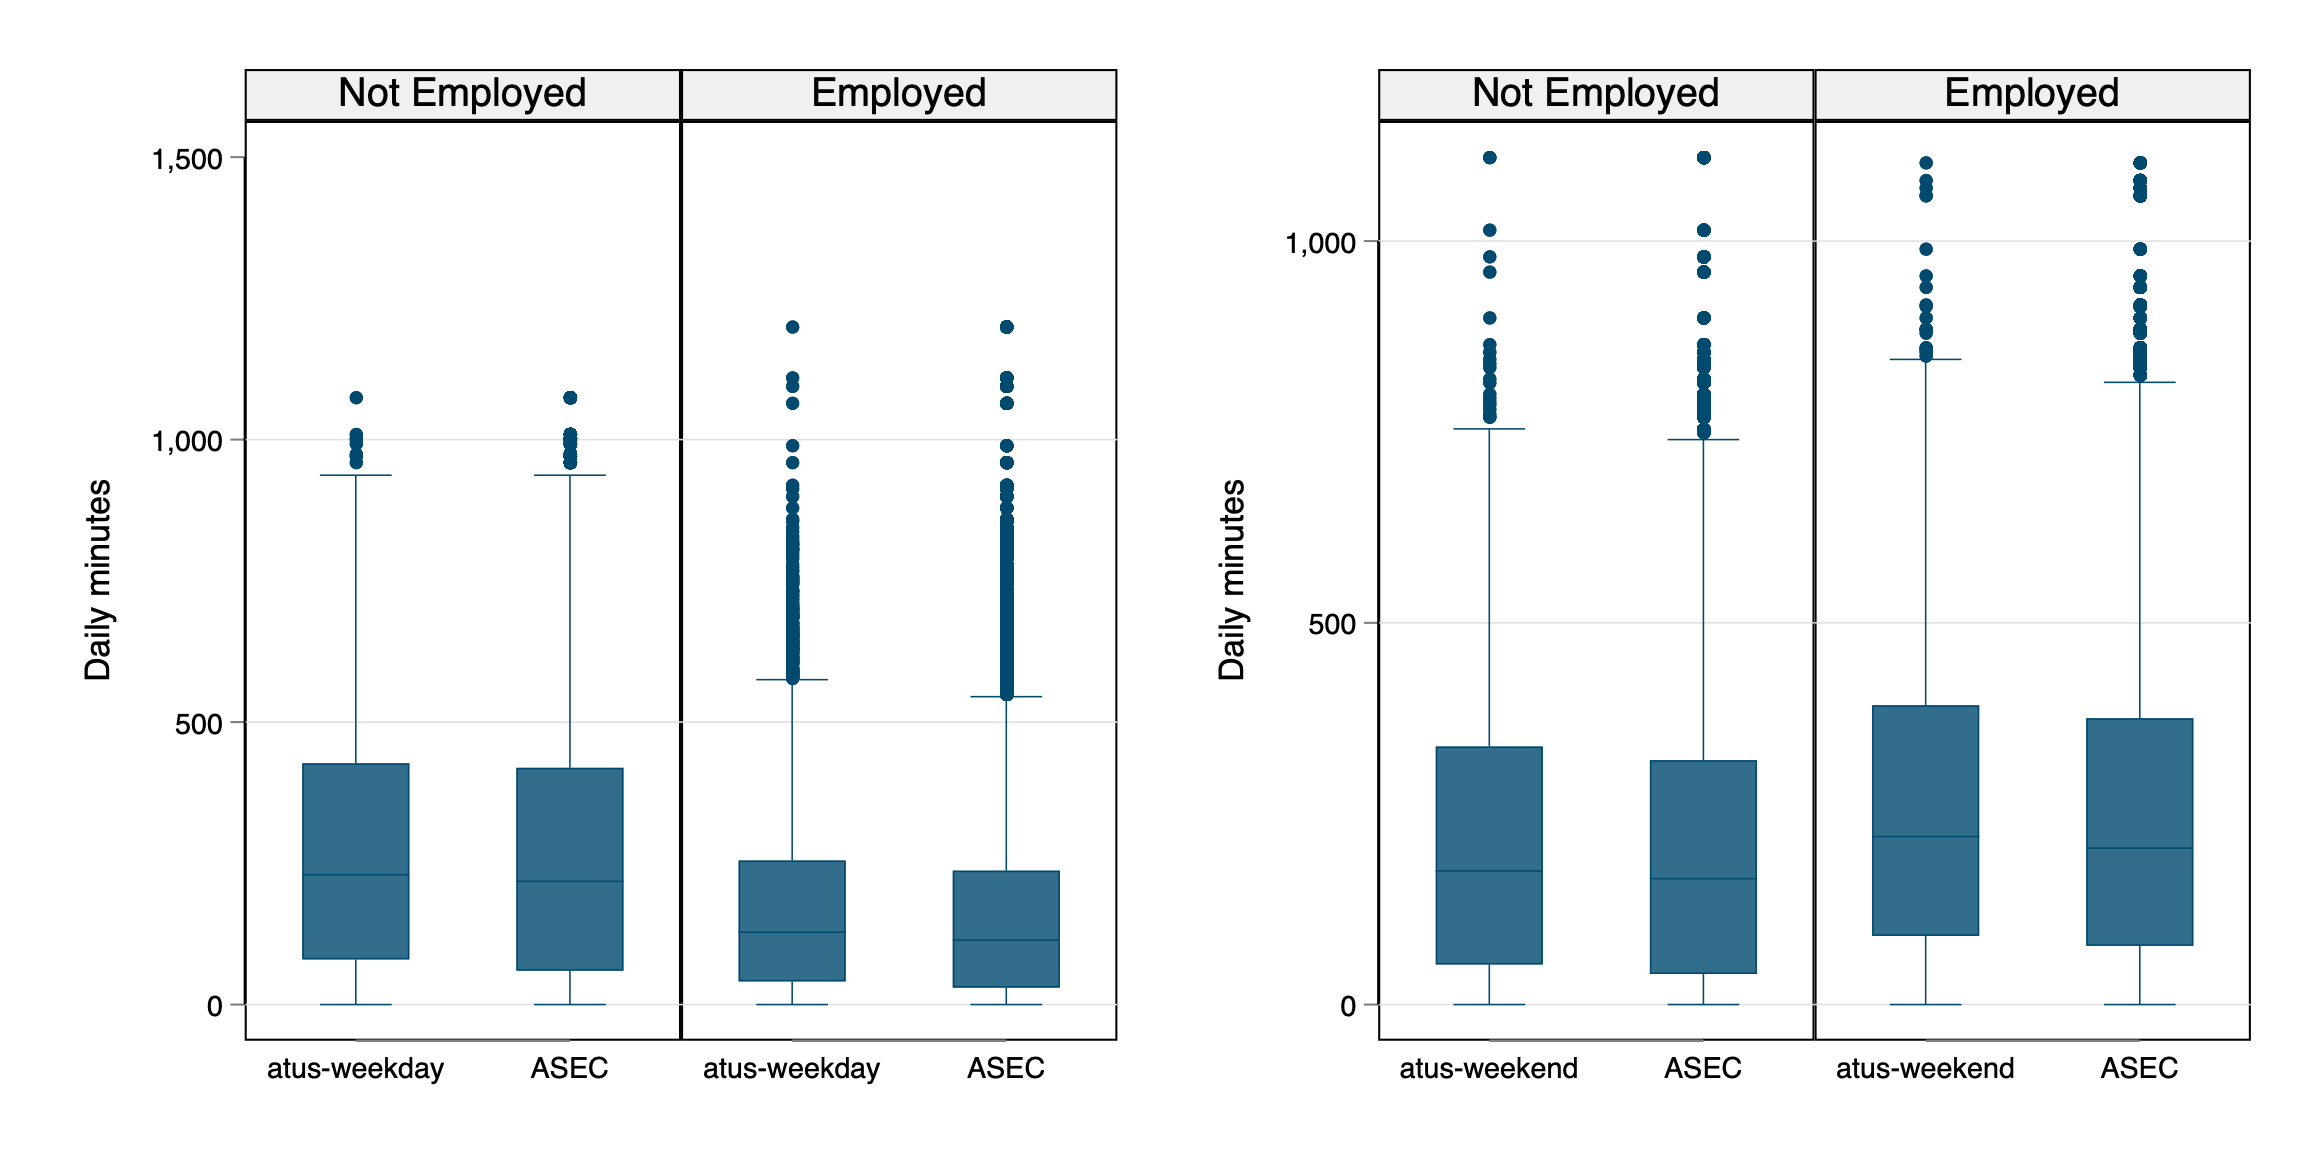 Not Employed
Employed
1,500
1,000
500
0
Daily minutes
atus-weekday
ASEC
atus-weekday
ASEC
Not Employed
Employed
1,000
500
0
Daily minutes
atus-weekend
ASEC
atus-weekend
ASEC